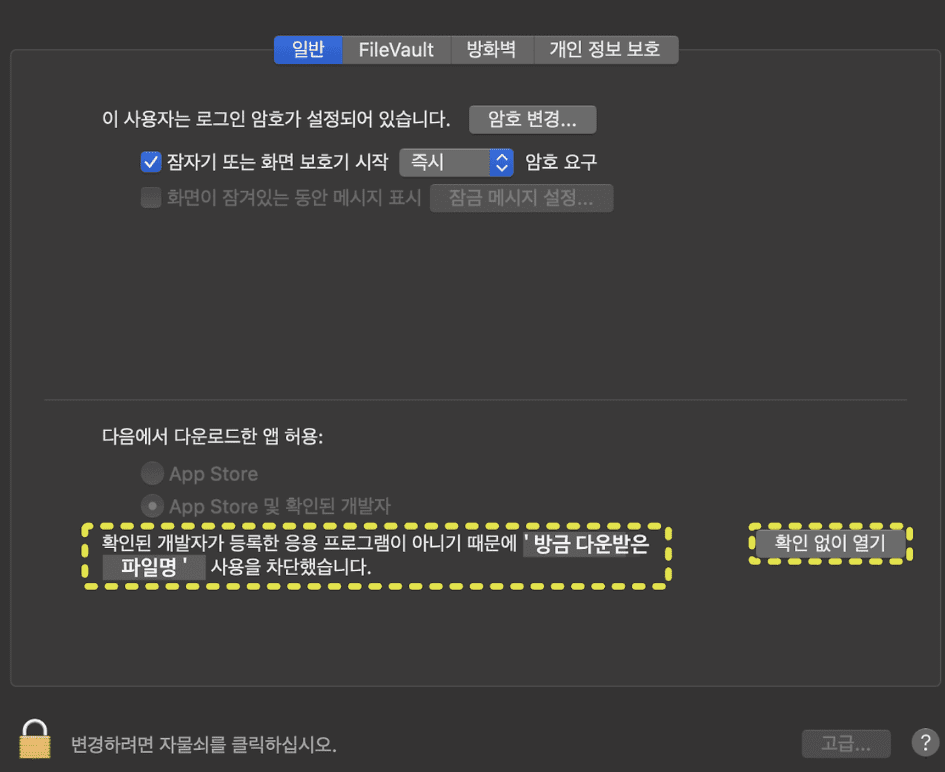 일반 FileVault 방화벽 개인 정보 보호
이 사용자는 로그인 암호가 설정되어 있습니다. 암호 변경...
잠자기 또는 화면 보호기 시작 즉시 암호 요구
화면이 잠겨있는 동안 메시지 표시 잠금 메시지 설정...
다음에서 다운로드한 앱 허용:
App Store
App Store 및 확인된 개발자
확인된 개발자가 등록한 응용 프로그램이 아니기 때문에 ' 방금 다운받은
파일명 ' 사용을 차단했습니다.
확인 없이 열기
변경하려면 자물쇠를 클릭하십시오.
고급... ?